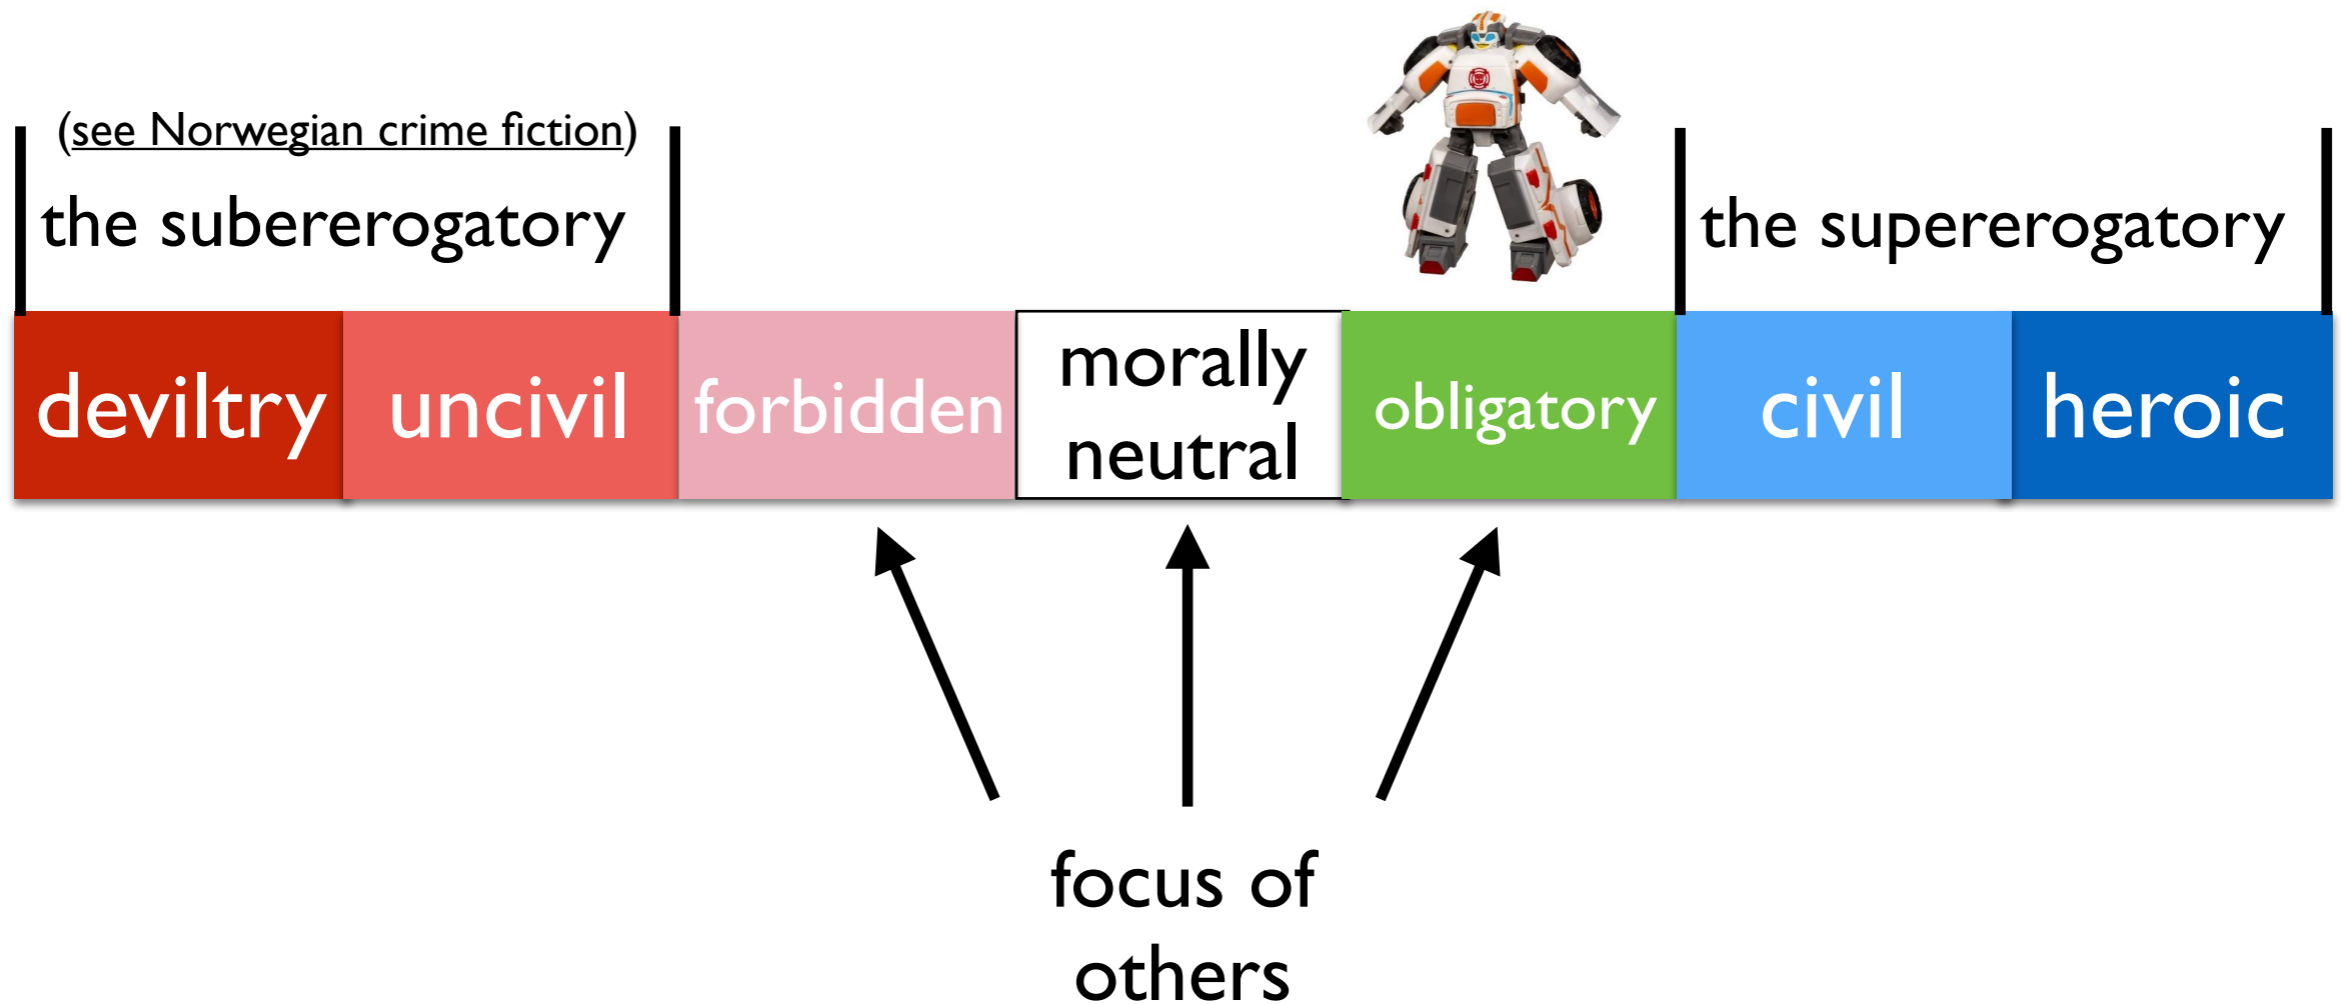 (see Norwegian crime fiction)
the subererogatory
the supererogatory
deviltry
uncivil
forbidden
morally
neutral
obligatory
civil
heroic
focus of
others